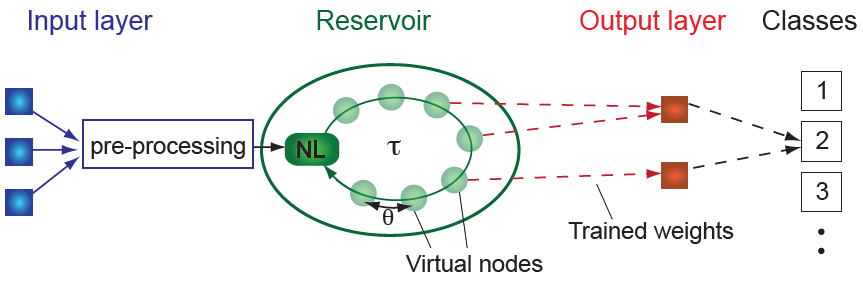 Input layer
Reservoir
Output layer
Classes
pre-processing
NL
τ
θ
Virtual nodes
Trained weights
1
2
3